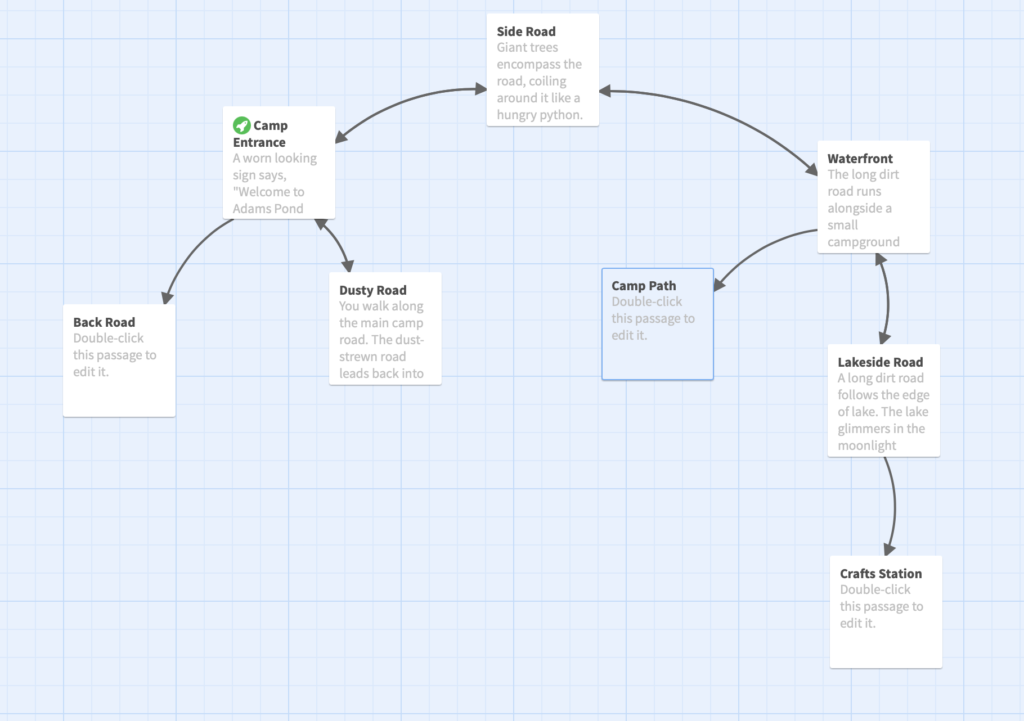 Side Road
Giant trees
encompass the
road, coiling
around it like a
hungry python.
Camp
Entrance
A worn looking
sign says,
"Welcome to
Adams Pond
Waterfront
The long dirt
road runs
alongside a
small
campground
Camp Path
Double-click
this passage to
edit it.
Dusty Road
You walk along
the main camp
road. The dust-
strewn road
leads back into
Back Road
Double-click
this passage to
edit it.
Lakeside Road
A long dirt road
follows the edge
of lake. The lake
glimmers in the
moonlight
Crafts Station
Double-click
this passage to
edit it.